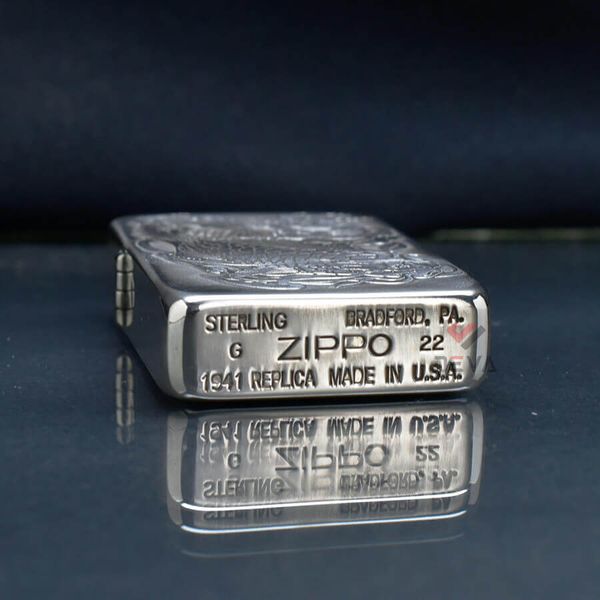 STERLING BRADFORD, PA.
G ZIPPO 22
1941 REPLICA MADE IN U.S.A.